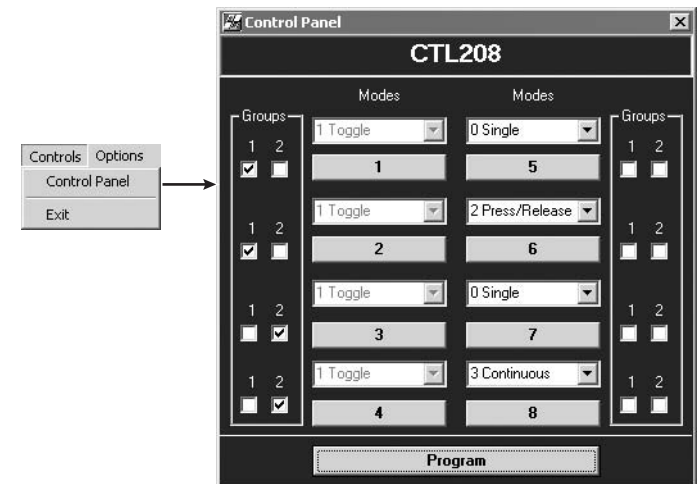 Control Panel
CTL208
Modes Modes
Groups Groups
1 Toggle 0 Single
1 2 1 2
1 5
Controls Options
Control Panel
Exit
1 Toggle 2 Press/Release
1 2 1 2
2 6
1 Toggle 0 Single
1 2 1 2
3 7
1 Toggle 3 Continuous
1 2 1 2
4 8
Program